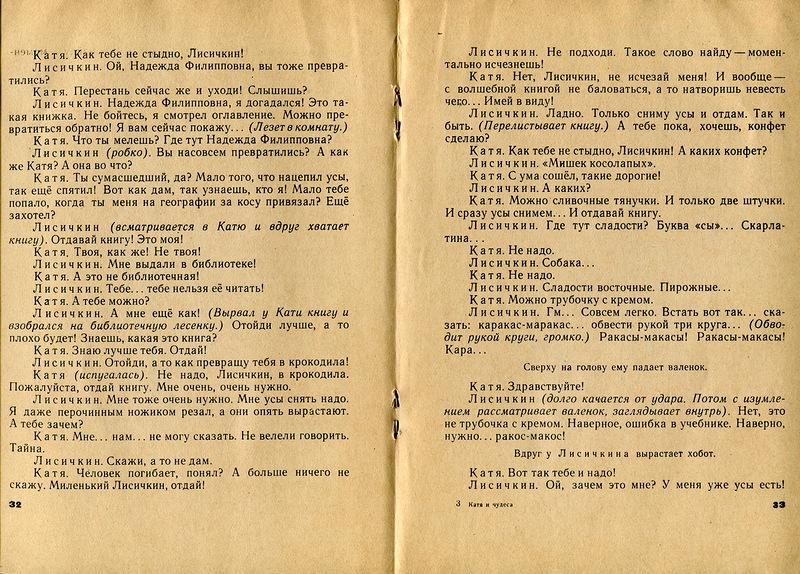 Катя. Как тебе не стыдно, Лисичкин!
Лисичкин. Ой, Надежда Филипповна, вы тоже превра-
тились?
Катя. Перестань сейчас же и уходи! Слышишь?
Лисичкин. Надежда Филипповна, я догадался! Это та-
кая книжка. Не бойтесь, я смотрел оглавление. Можно пре-
вратиться обратно! Я вам сейчас покажу... (Лезет в комнату.)
Катя. Что ты мелешь? Где тут Надежда Филипповна?
Лисичкин (робко). Вы насовсем превратились? А как
же Катя? А она во что?
Катя. Ты сумасшедший, да? Мало того, что нацепил усы,
так ещё спятил! Вот как дам, так узнаешь, кто я! Мало тебе
попало, когда ты меня на географии за косу привязал? Ещё
захотел?
Лисичкин (всматривается в Катю и вдруг хватает
книгу). Отдавай книгу! Это моя!
Катя. Твоя, как же! Не твоя!
Лисичкин. Мне выдали в библиотеке!
Катя. А это не библиотечная!
Лисичкин. Тебе... тебе нельзя её читать!
Катя. А тебе можно?
Лисичкин. А мне ещё как! (Вырвал у Кати книгу и
взобрался на библиотечную лесенку.) Отойди лучше, а то
плохо будет! Знаешь, какая это книга?
Катя. Знаю лучше тебя. Отдай!
Лисичкин. Отойди, а то как превращу тебя в крокодила!
Катя (испугалась). Не надо, Лисичкин, в крокодила.
Пожалуйста, отдай книгу. Мне очень, очень нужно.
Лисичкин. Мне тоже очень нужно. Мне усы снять надо.
Я даже перочинным ножиком резал, а они опять вырастают.
А тебе зачем?
Катя. Мне... нам... не могу сказать. Не велели говорить.
Тайна.
Лисичкин. Скажи, а то не дам.
Катя. Человек погибает, понял? А больше ничего не
скажу. Миленький Лисичкин, отдай!
32
Лисичкин. Не подходи. Такое слово найду — момен-
тально исчезнешь!
Катя. Нет, Лисичкин, не исчезай меня! И вообще —
с волшебной книгой не баловаться, а то натворишь невесть
чего... Имей в виду!
Лисичкин. Ладно. Только сниму усы и отдам. Так и
быть. (Перелистывает книгу.) А тебе пока, хочешь, конфет
сделаю?
Катя. Как тебе не стыдно, Лисичкин! А каких конфет?
Лисичкин. «Мишек косолапых».
Катя. С ума сошёл, такие дорогие!
Лисичкин. А каких?
Катя. Можно сливочные тянучки. И только две штучки.
И сразу усы снимем... И отдавай книгу.
Лисичкин. Где тут сладости? Буква «сы»... Скарла-
тина...
Катя. Не надо.
Лисичкин. Собака...
Катя. Не надо.
Лисичкин. Сладости восточные. Пирожные...
Катя. Можно трубочку с кремом.
Лисичкин. Гм... Совсем легко. Встать вот так... ска-
зать: каракас-маракас... обвести рукой три круга... (Обво-
дит рукой круги, громко.) Ракасы-макасы! Ракасы-макасы!
Кара...
Сверху на голову ему падает валенок.
Катя. Здравствуйте!
Лисичкин (долго качается от удара. Потом с изумле-
нием рассматривает валенок, заглядывает внутрь). Нет, это
не трубочка с кремом. Наверное, ошибка в учебнике. Наверно,
нужно... ракос-макос!
Вдруг у Лисичкина вырастает хобот.
Катя. Вот так тебе и надо!
Лисичкин. Ой, зачем это мне? У меня уже усы есть!
3 Катя и чудеса
33